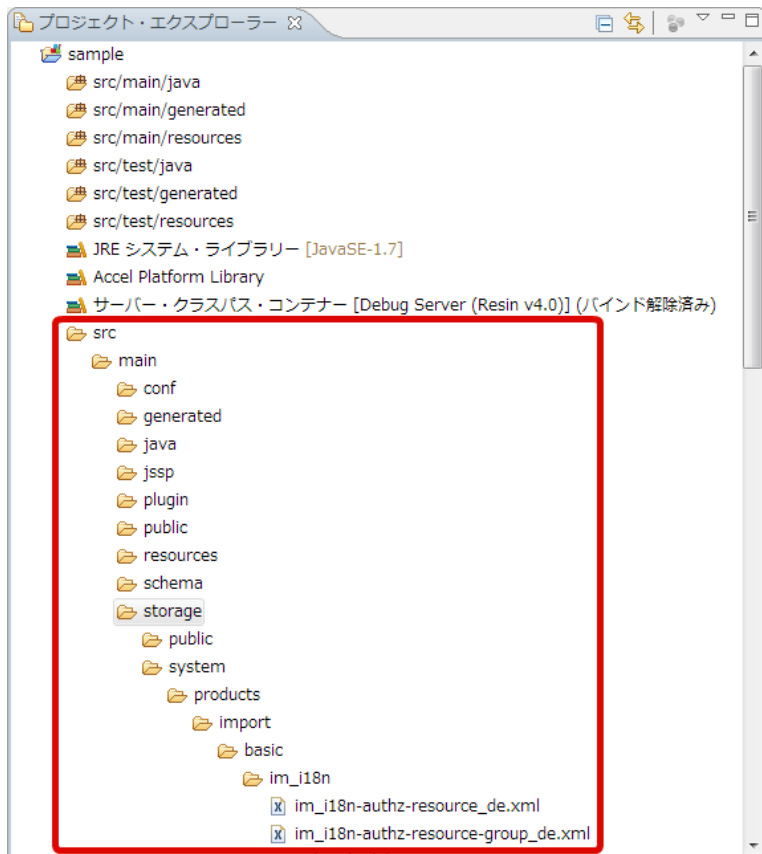 プロジェクト・エクスプローラー
sample
src/main/java
src/main/generated
src/main/resources
src/test/java
src/test/generated
src/test/resources
JRE システム・ライブラリー [JavaSE-1.7]
Accel Platform Library
サーバー・クラスパス・コンテナー [Debug Server (Resin v4.0)] (バインド解除済み)
src
main
conf
generated
java
jssp
plugin
public
resources
schema
storage
public
system
products
import
basic
im_i18n
im_i18n-authz-resource_de.xml
im_i18n-authz-resource-group_de.xml